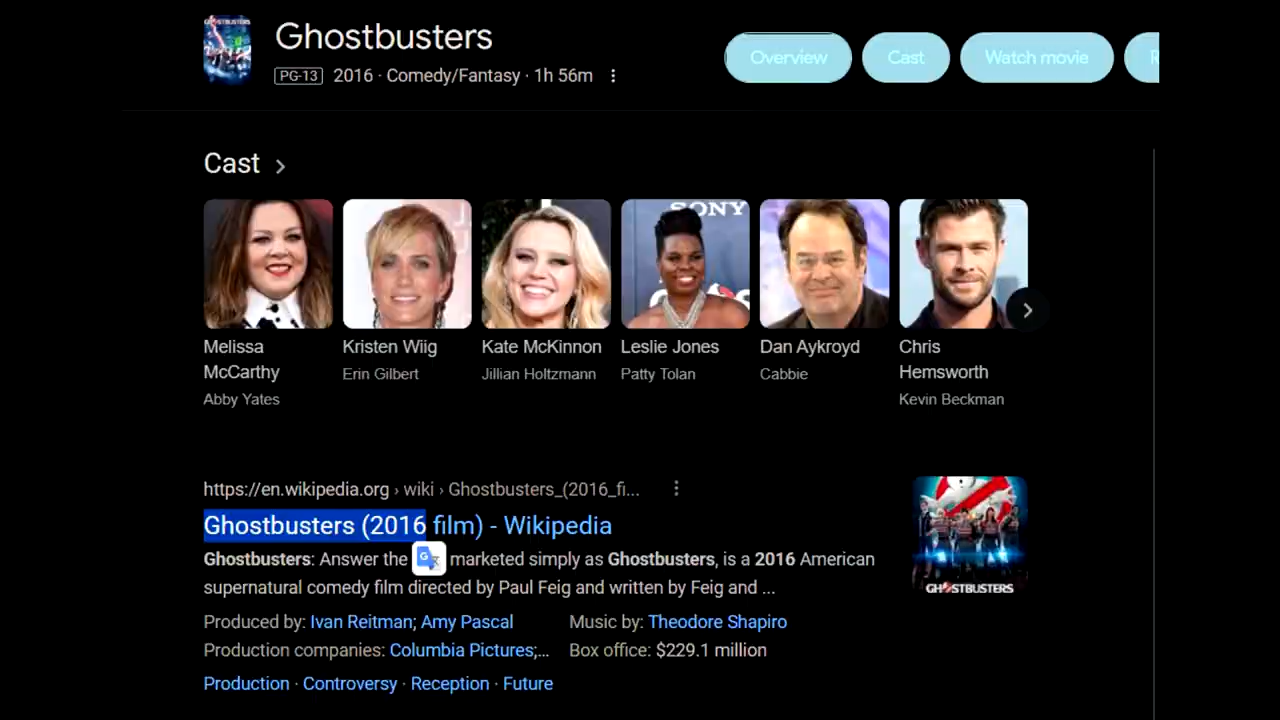 Ghostbusters
PG-13 2016 · Comedy/Fantasy · 1h 56m
Overview
Cast
Watch movie
R
Cast
SONY
Melissa McCarthy
Abby Yates
Kristen Wiig
Erin Gilbert
Kate McKinnon
Jillian Holtzmann
Leslie Jones
Patty Tolan
Dan Aykroyd
Cabbie
Chris Hemsworth
Kevin Beckman
https://en.wikipedia.org › wiki › Ghostbusters_(2016_fi...
Ghostbusters (2016 film) - Wikipedia
Ghostbusters: Answer the marketed simply as Ghostbusters, is a 2016 American
supernatural comedy film directed by Paul Feig and written by Feig and ...
Produced by: Ivan Reitman; Amy Pascal
Music by: Theodore Shapiro
Production companies: Columbia Pictures;...
Box office: $229.1 million
Production · Controversy · Reception · Future
GHOSTBUSTERS